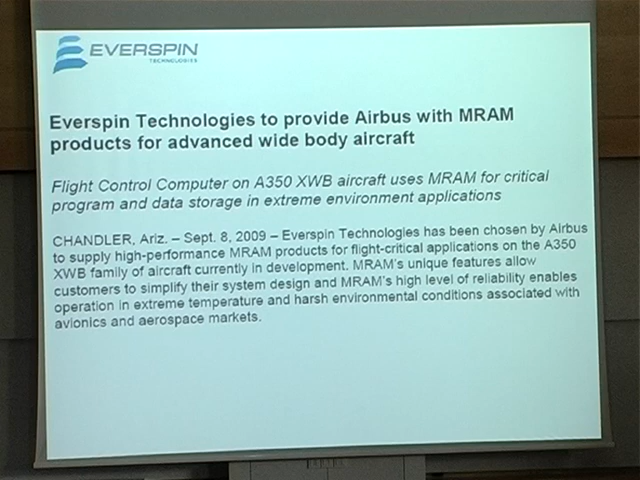 EVERSPIN
TECHNOLOGIES
Everspin Technologies to provide Airbus with MRAM
products for advanced wide body aircraft
Flight Control Computer on A350 XWB aircraft uses MRAM for critical
program and data storage in extreme environment applications
CHANDLER, Ariz. – Sept. 8, 2009 – Everspin Technologies has been chosen by Airbus
to supply high-performance MRAM products for flight-critical applications on the A350
XWB family of aircraft currently in development. MRAM's unique features allow
customers to simplify their system design and MRAM's high level of reliability enables
operation in extreme temperature and harsh environmental conditions associated with
avionics and aerospace markets.